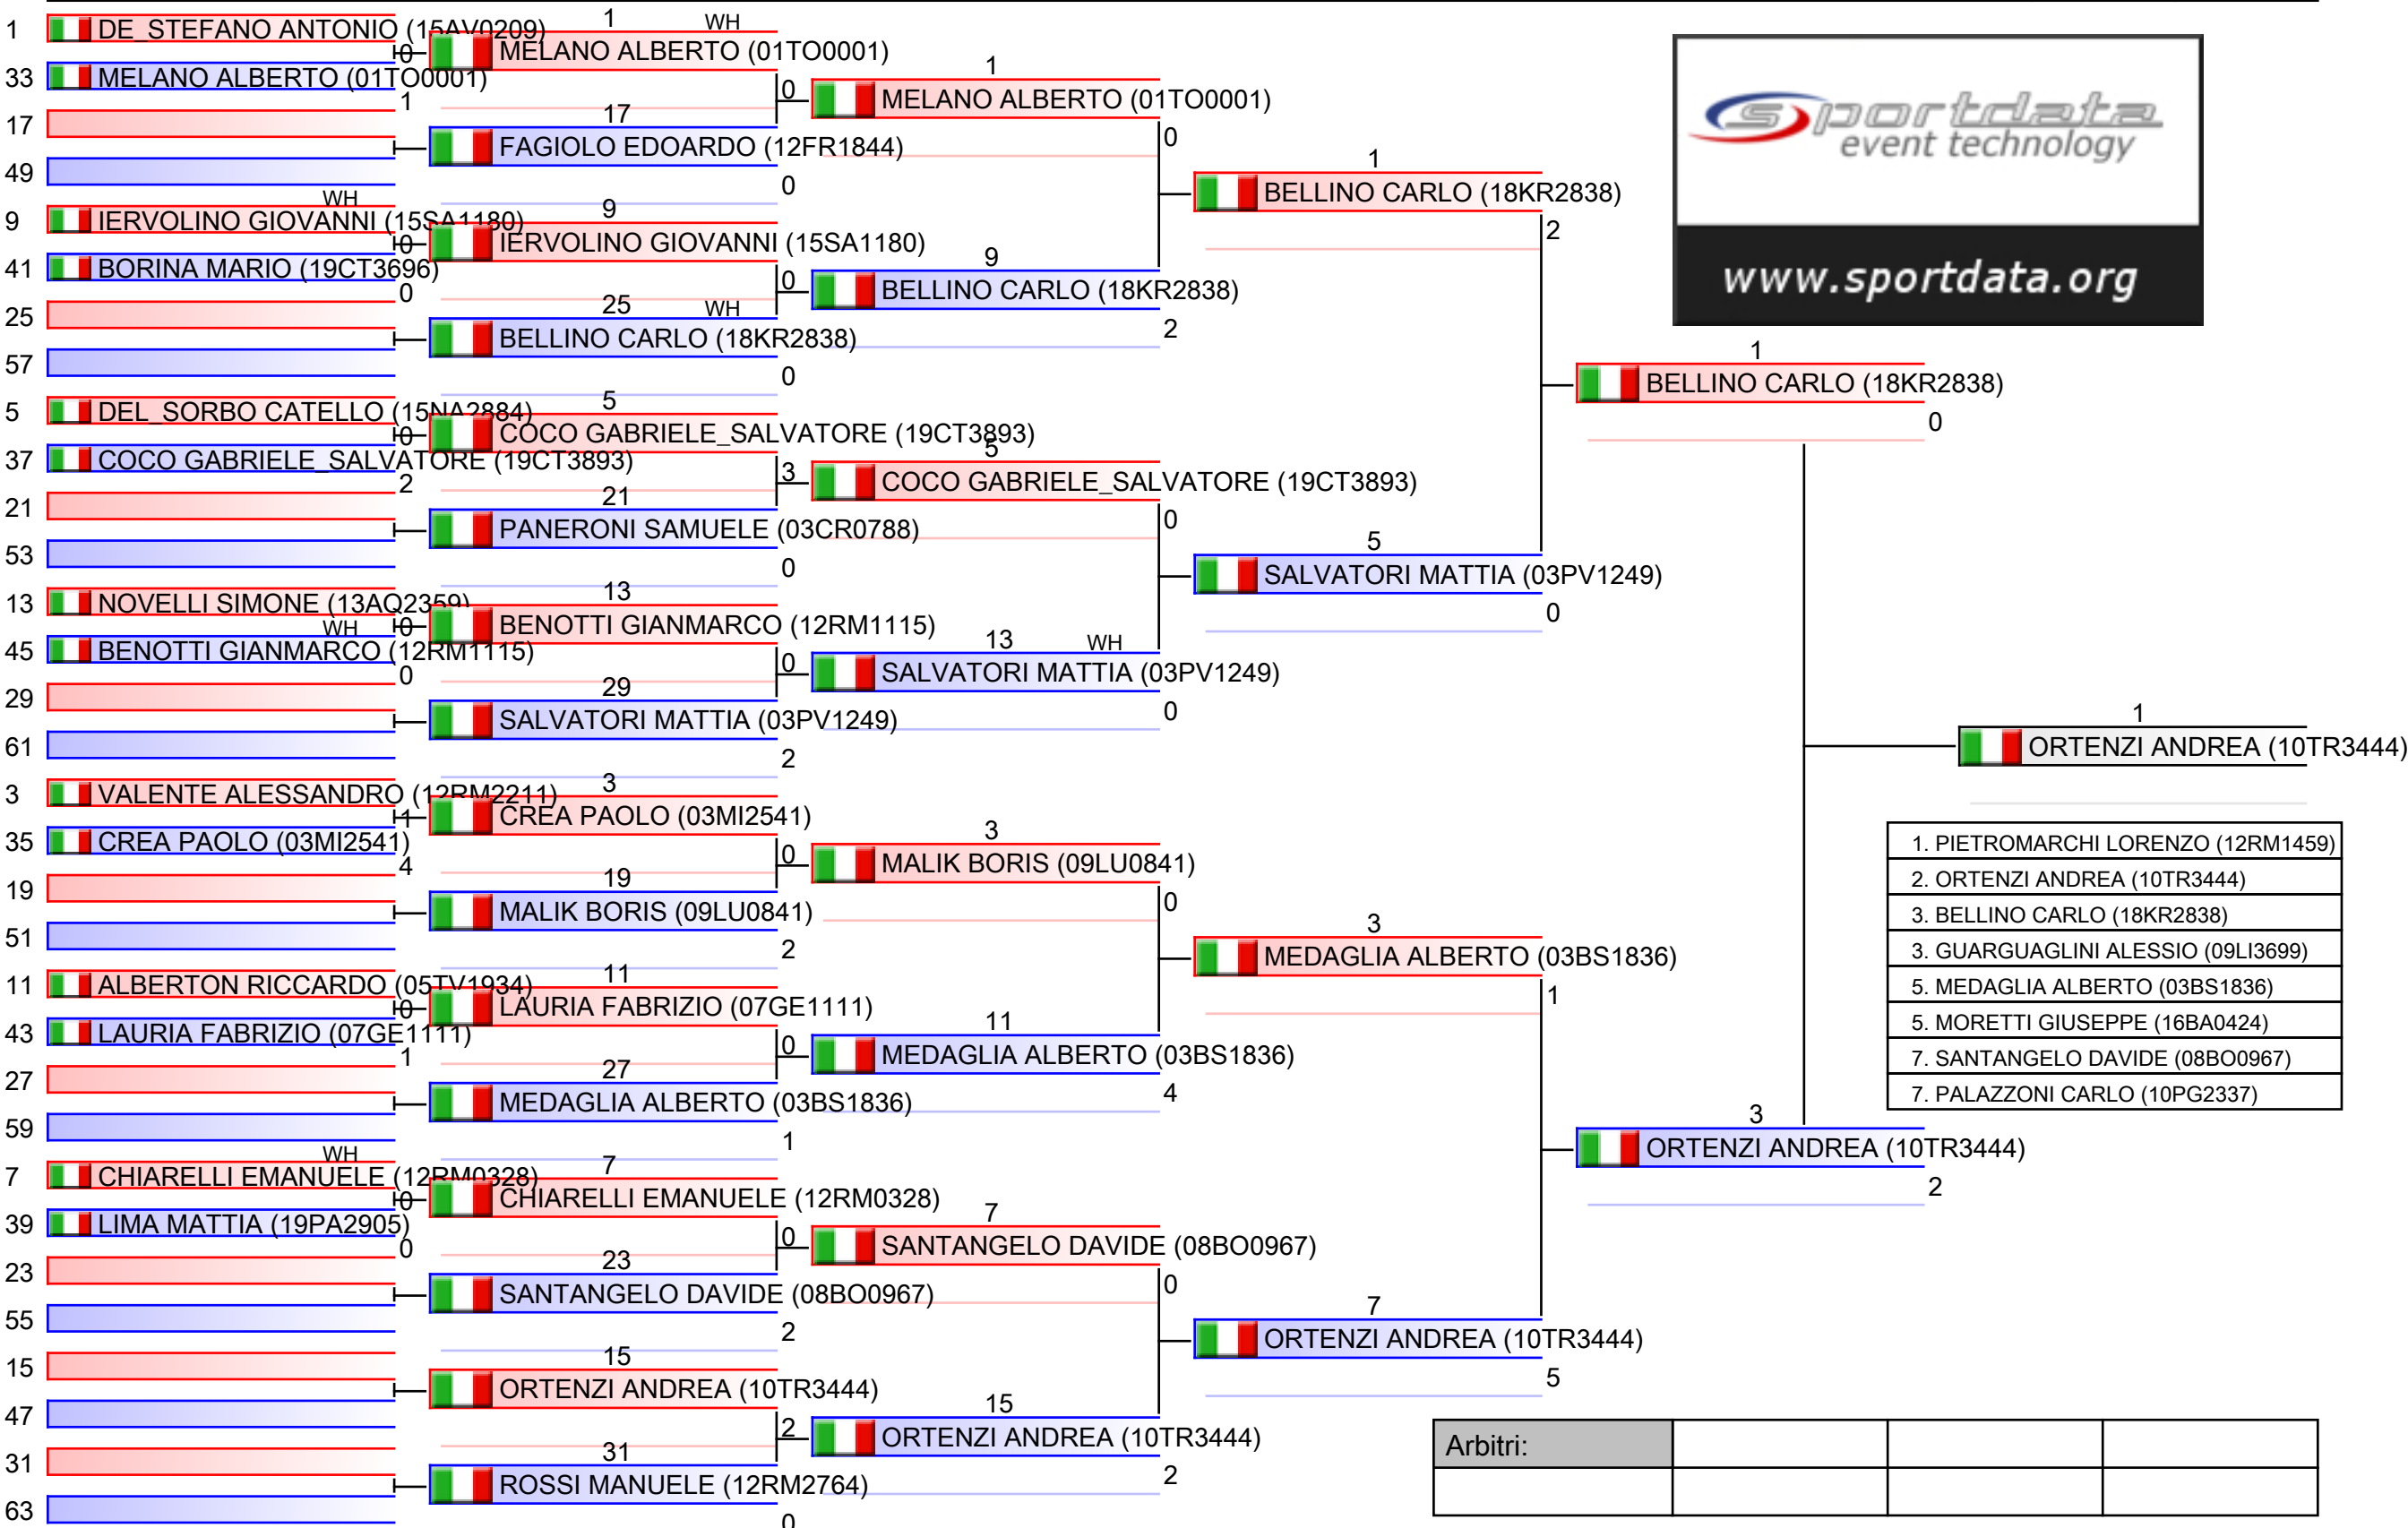 1 DE_STEFANO ANTONIO (15AV0209)
0
33 MELANO ALBERTO (01TO0001)
1
17
49
WH
9 IERVOLINO GIOVANNI (15SA1180)
0
41 BORINA MARIO (19CT3696)
0
25
57
5 DEL_SORBO CATELLO (15NA2884)
0
37 COCO GABRIELE_SALVATORE (19CT3893)
2
21
53
13 NOVELLI SIMONE (13AQ2359)
0
WH
45 BENOTTI GIANMARCO (12RM1115)
0
29
61
3 VALENTE ALESSANDRO (12RM2211)
1
35 CREA PAOLO (03MI2541)
4
19
51
11 ALBERTON RICCARDO (05TV1934)
0
43 LAURIA FABRIZIO (07GE1111)
1
27
59
WH
7 CHIARELLI EMANUELE (12RM0328)
0
39 LIMA MATTIA (19PA2905)
0
23
55
15
47
31
63
1 WH
MELANO ALBERTO (01TO0001)
0
17
FAGIOLO EDOARDO (12FR1844)
0
9
IERVOLINO GIOVANNI (15SA1180)
0
25 WH
BELLINO CARLO (18KR2838)
0
5
COCO GABRIELE_SALVATORE (19CT3893)
3
21
PANERONI SAMUELE (03CR0788)
0
13
BENOTTI GIANMARCO (12RM1115)
0
29
SALVATORI MATTIA (03PV1249)
2
3
CREA PAOLO (03MI2541)
0
19
MALIK BORIS (09LU0841)
2
11
LAURIA FABRIZIO (07GE1111)
0
27
MEDAGLIA ALBERTO (03BS1836)
1
7
CHIARELLI EMANUELE (12RM0328)
0
23
SANTANGELO DAVIDE (08BO0967)
2
15
ORTENZI ANDREA (10TR3444)
2
31
ROSSI MANUELE (12RM2764)
0
1
MELANO ALBERTO (01TO0001)
0
9
BELLINO CARLO (18KR2838)
2
5
COCO GABRIELE_SALVATORE (19CT3893)
0
13 WH
SALVATORI MATTIA (03PV1249)
0
3
MALIK BORIS (09LU0841)
0
11
MEDAGLIA ALBERTO (03BS1836)
4
7
SANTANGELO DAVIDE (08BO0967)
0
15
ORTENZI ANDREA (10TR3444)
2
1
BELLINO CARLO (18KR2838)
2
5
SALVATORI MATTIA (03PV1249)
0
3
MEDAGLIA ALBERTO (03BS1836)
1
7
ORTENZI ANDREA (10TR3444)
5
1
BELLINO CARLO (18KR2838)
0
3
ORTENZI ANDREA (10TR3444)
2
1
ORTENZI ANDREA (10TR3444)
sportdata
event technology
www.sportdata.org
1. PIETROMARCHI LORENZO (12RM1459)
2. ORTENZI ANDREA (10TR3444)
3. BELLINO CARLO (18KR2838)
3. GUARGUAGLINI ALESSIO (09LI3699)
5. MEDAGLIA ALBERTO (03BS1836)
5. MORETTI GIUSEPPE (16BA0424)
7. SANTANGELO DAVIDE (08BO0967)
7. PALAZZONI CARLO (10PG2337)
Arbitri: